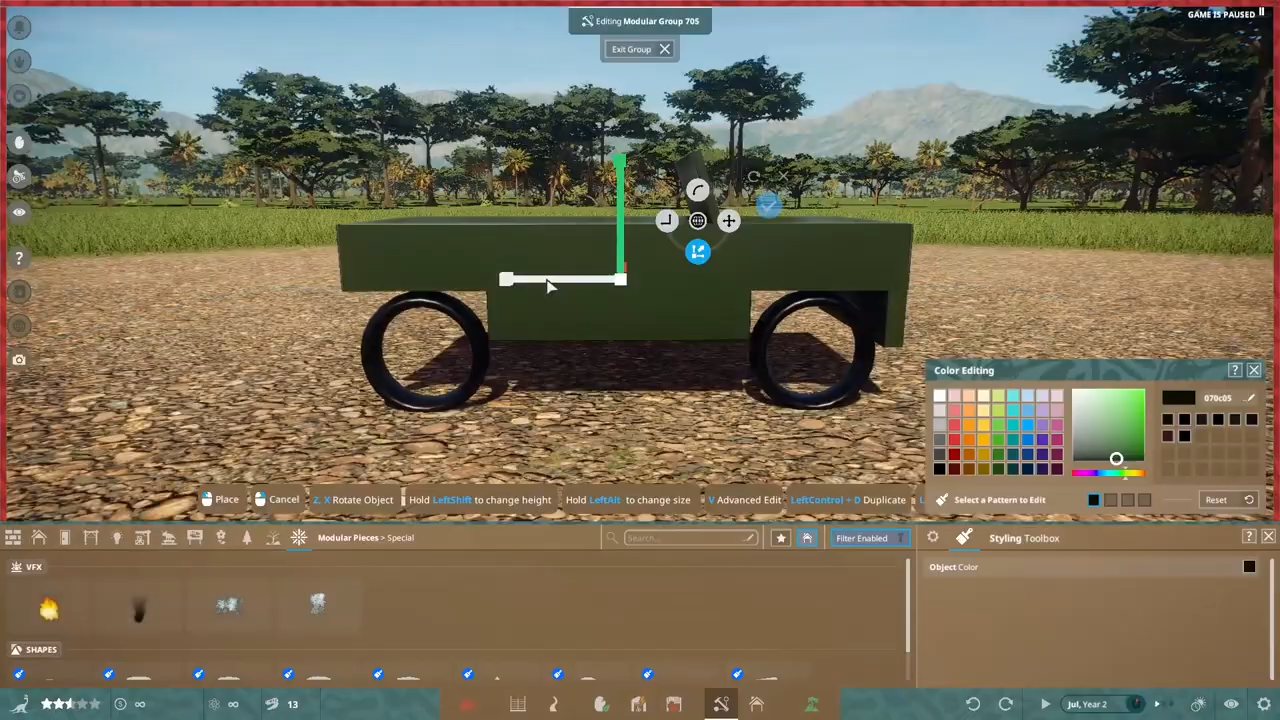 Editing Modular Group 705
GAME IS PAUSED
Exit Group
Color Editing
?
070c05
Place
Cancel
Z, X Rotate Object
Hold LeftShift to change height
Hold LeftAlt to change size
V Advanced Edit
LeftControl + D Duplicate
Select a Pattern to Edit
Reset
Modular Pieces > Special
Search...
Filter Enabled
Styling Toolbox
?
VFX
Object Color
SHAPES
13
Jul, Year 2